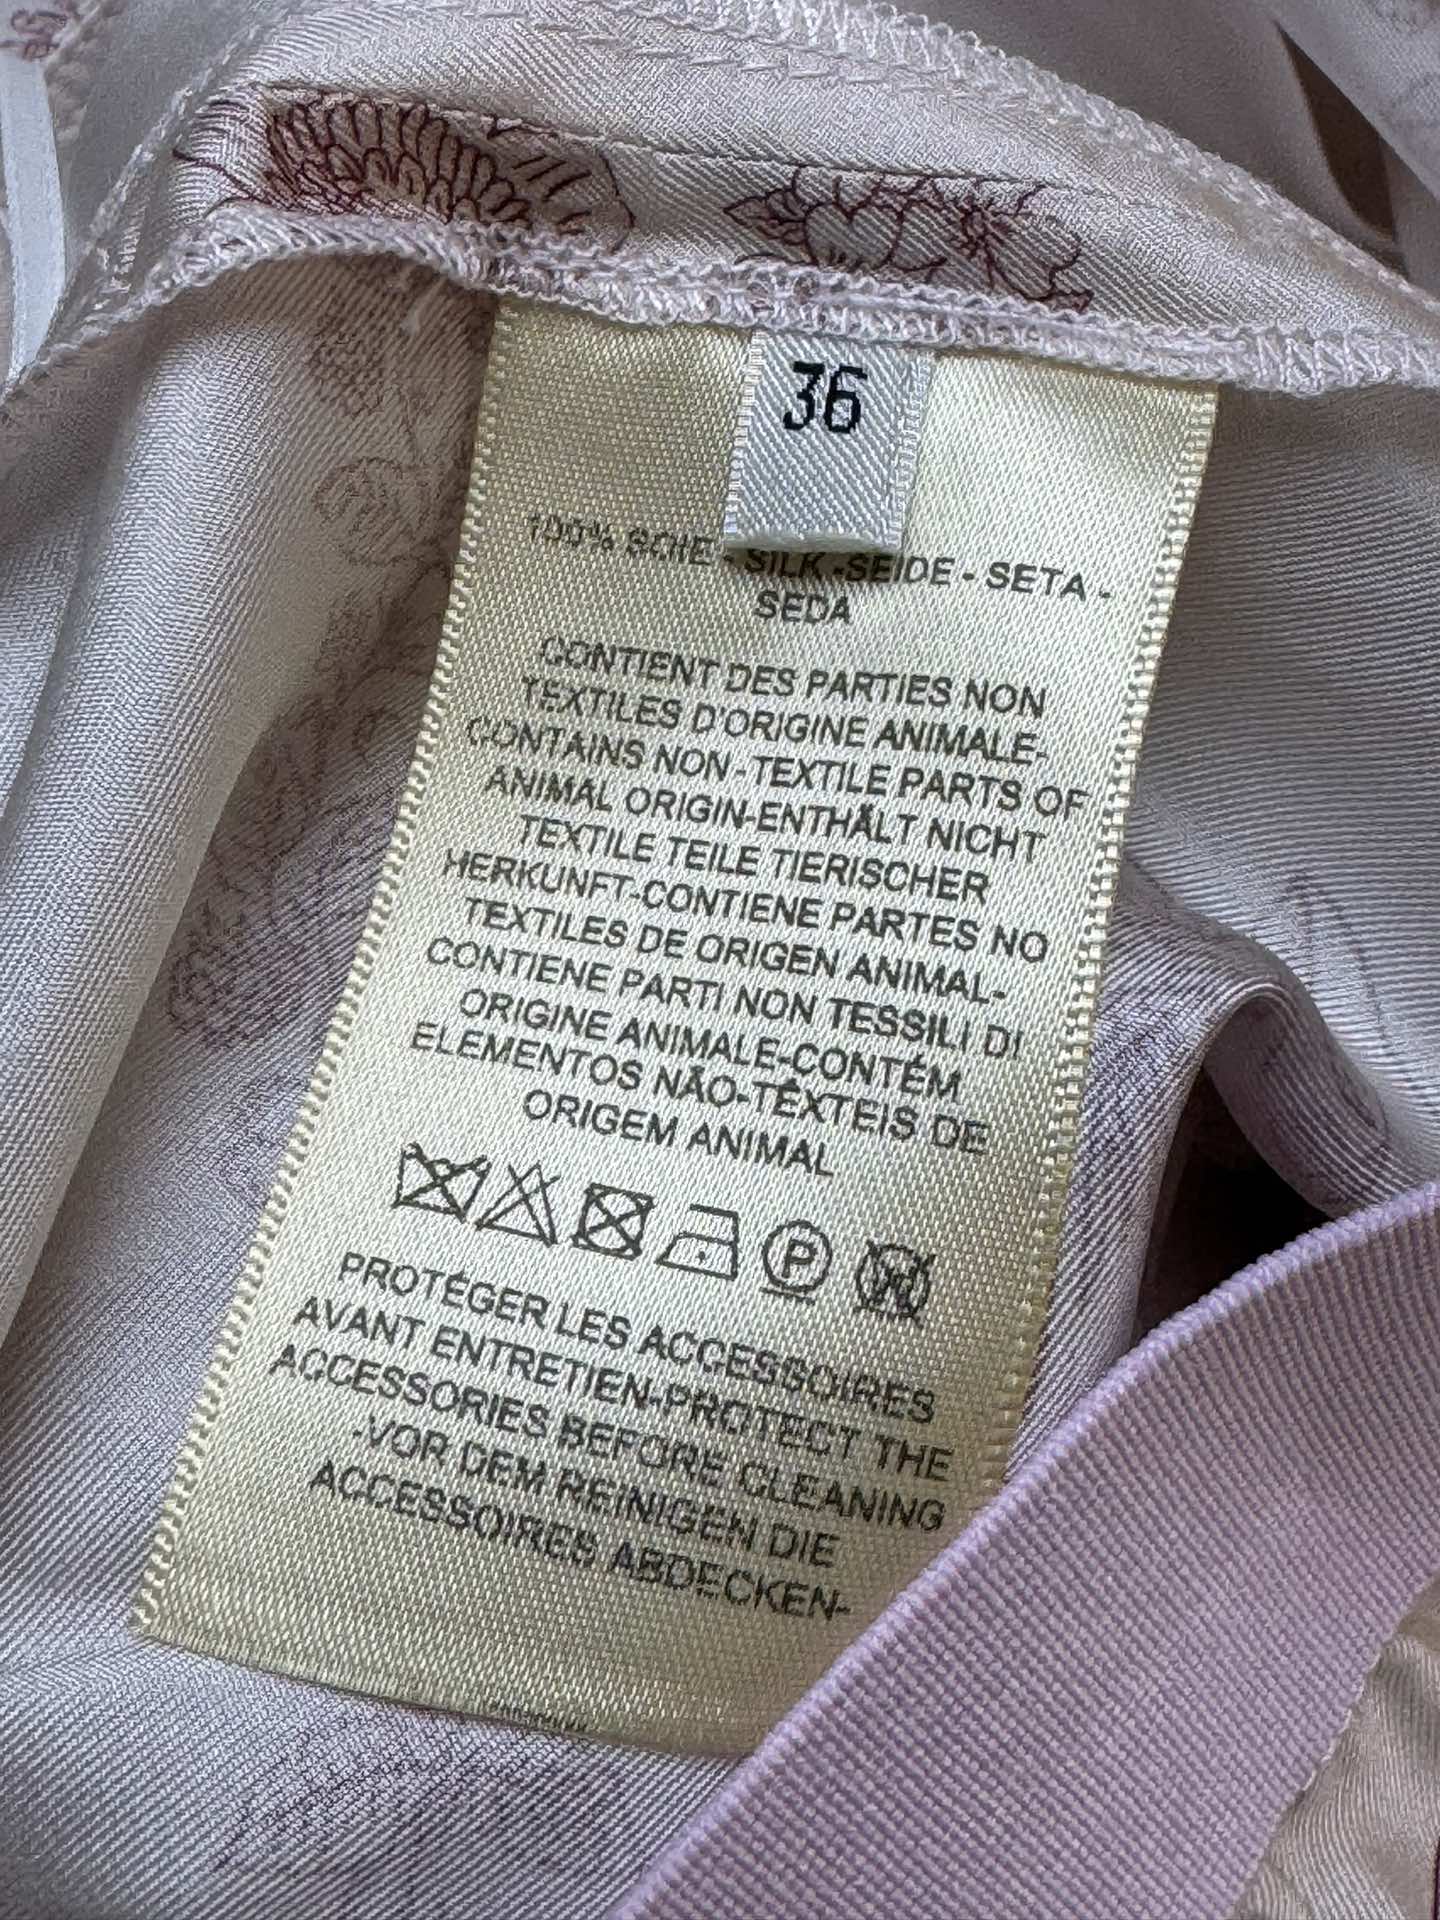 36
100% SOIE - SILK -SEIDE - SETA -
SEDA
CONTIENT DES PARTIES NON
TEXTILES D'ORIGINE ANIMALE-
CONTAINS NON-TEXTILE PARTS OF
ANIMAL ORIGIN-ENTHÄLT NICHT
TEXTILE TEILE TIERISCHER
HERKUNFT-CONTIENE PARTES NO
TEXTILES DE ORIGEN ANIMAL-
CONTIENE PARTI NON TESSILI DI
ORIGINE ANIMALE-CONTÉM
ELEMENTOS NÃO-TÊXTEIS DE
ORIGEM ANIMAL
P
PROTÉGER LES ACCESSOIRES
AVANT ENTRETIEN-PROTECT THE
ACCESSORIES BEFORE CLEANING
-VOR DEM REINIGEN DIE
ACCESSOIRES ABDECKEN-